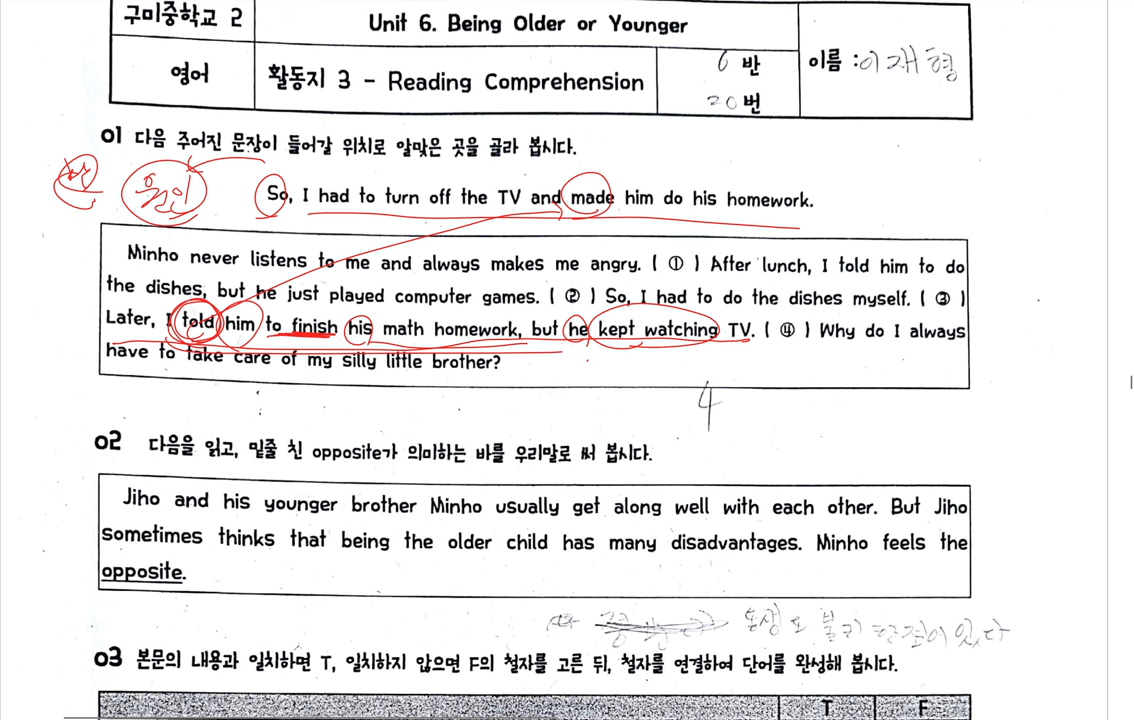 구미중학교 2
Unit 6. Being Older or Younger
영어
활동지 3 - Reading Comprehension
6 반
20 번
이름 : 이재형
01 다음 주어진 문장이 들어갈 위치로 알맞은 곳을 골라 봅시다.
원인
So, I had to turn off the TV and made him do his homework.
Minho never listens to me and always makes me angry. ( ① ) After lunch, I told him to do
the dishes, but he just played computer games. ( ② ) So, I had to do the dishes myself. ( ③ )
Later, I told him to finish his math homework, but he kept watching TV. ( ④ ) Why do I always
have to take care of my silly little brother?
4
02 다음을 읽고, 밑줄 친 opposite가 의미하는 바를 우리말로 써 봅시다.
Jiho and his younger brother Minho usually get along well with each other. But Jiho
sometimes thinks that being the older child has many disadvantages. Minho feels the
opposite.
동생도 단점이 있다
03 본문의 내용과 일치하면 T, 일치하지 않으면 F의 철자를 고른 뒤, 철자를 연결하여 단어를 완성해 봅시다.
T F